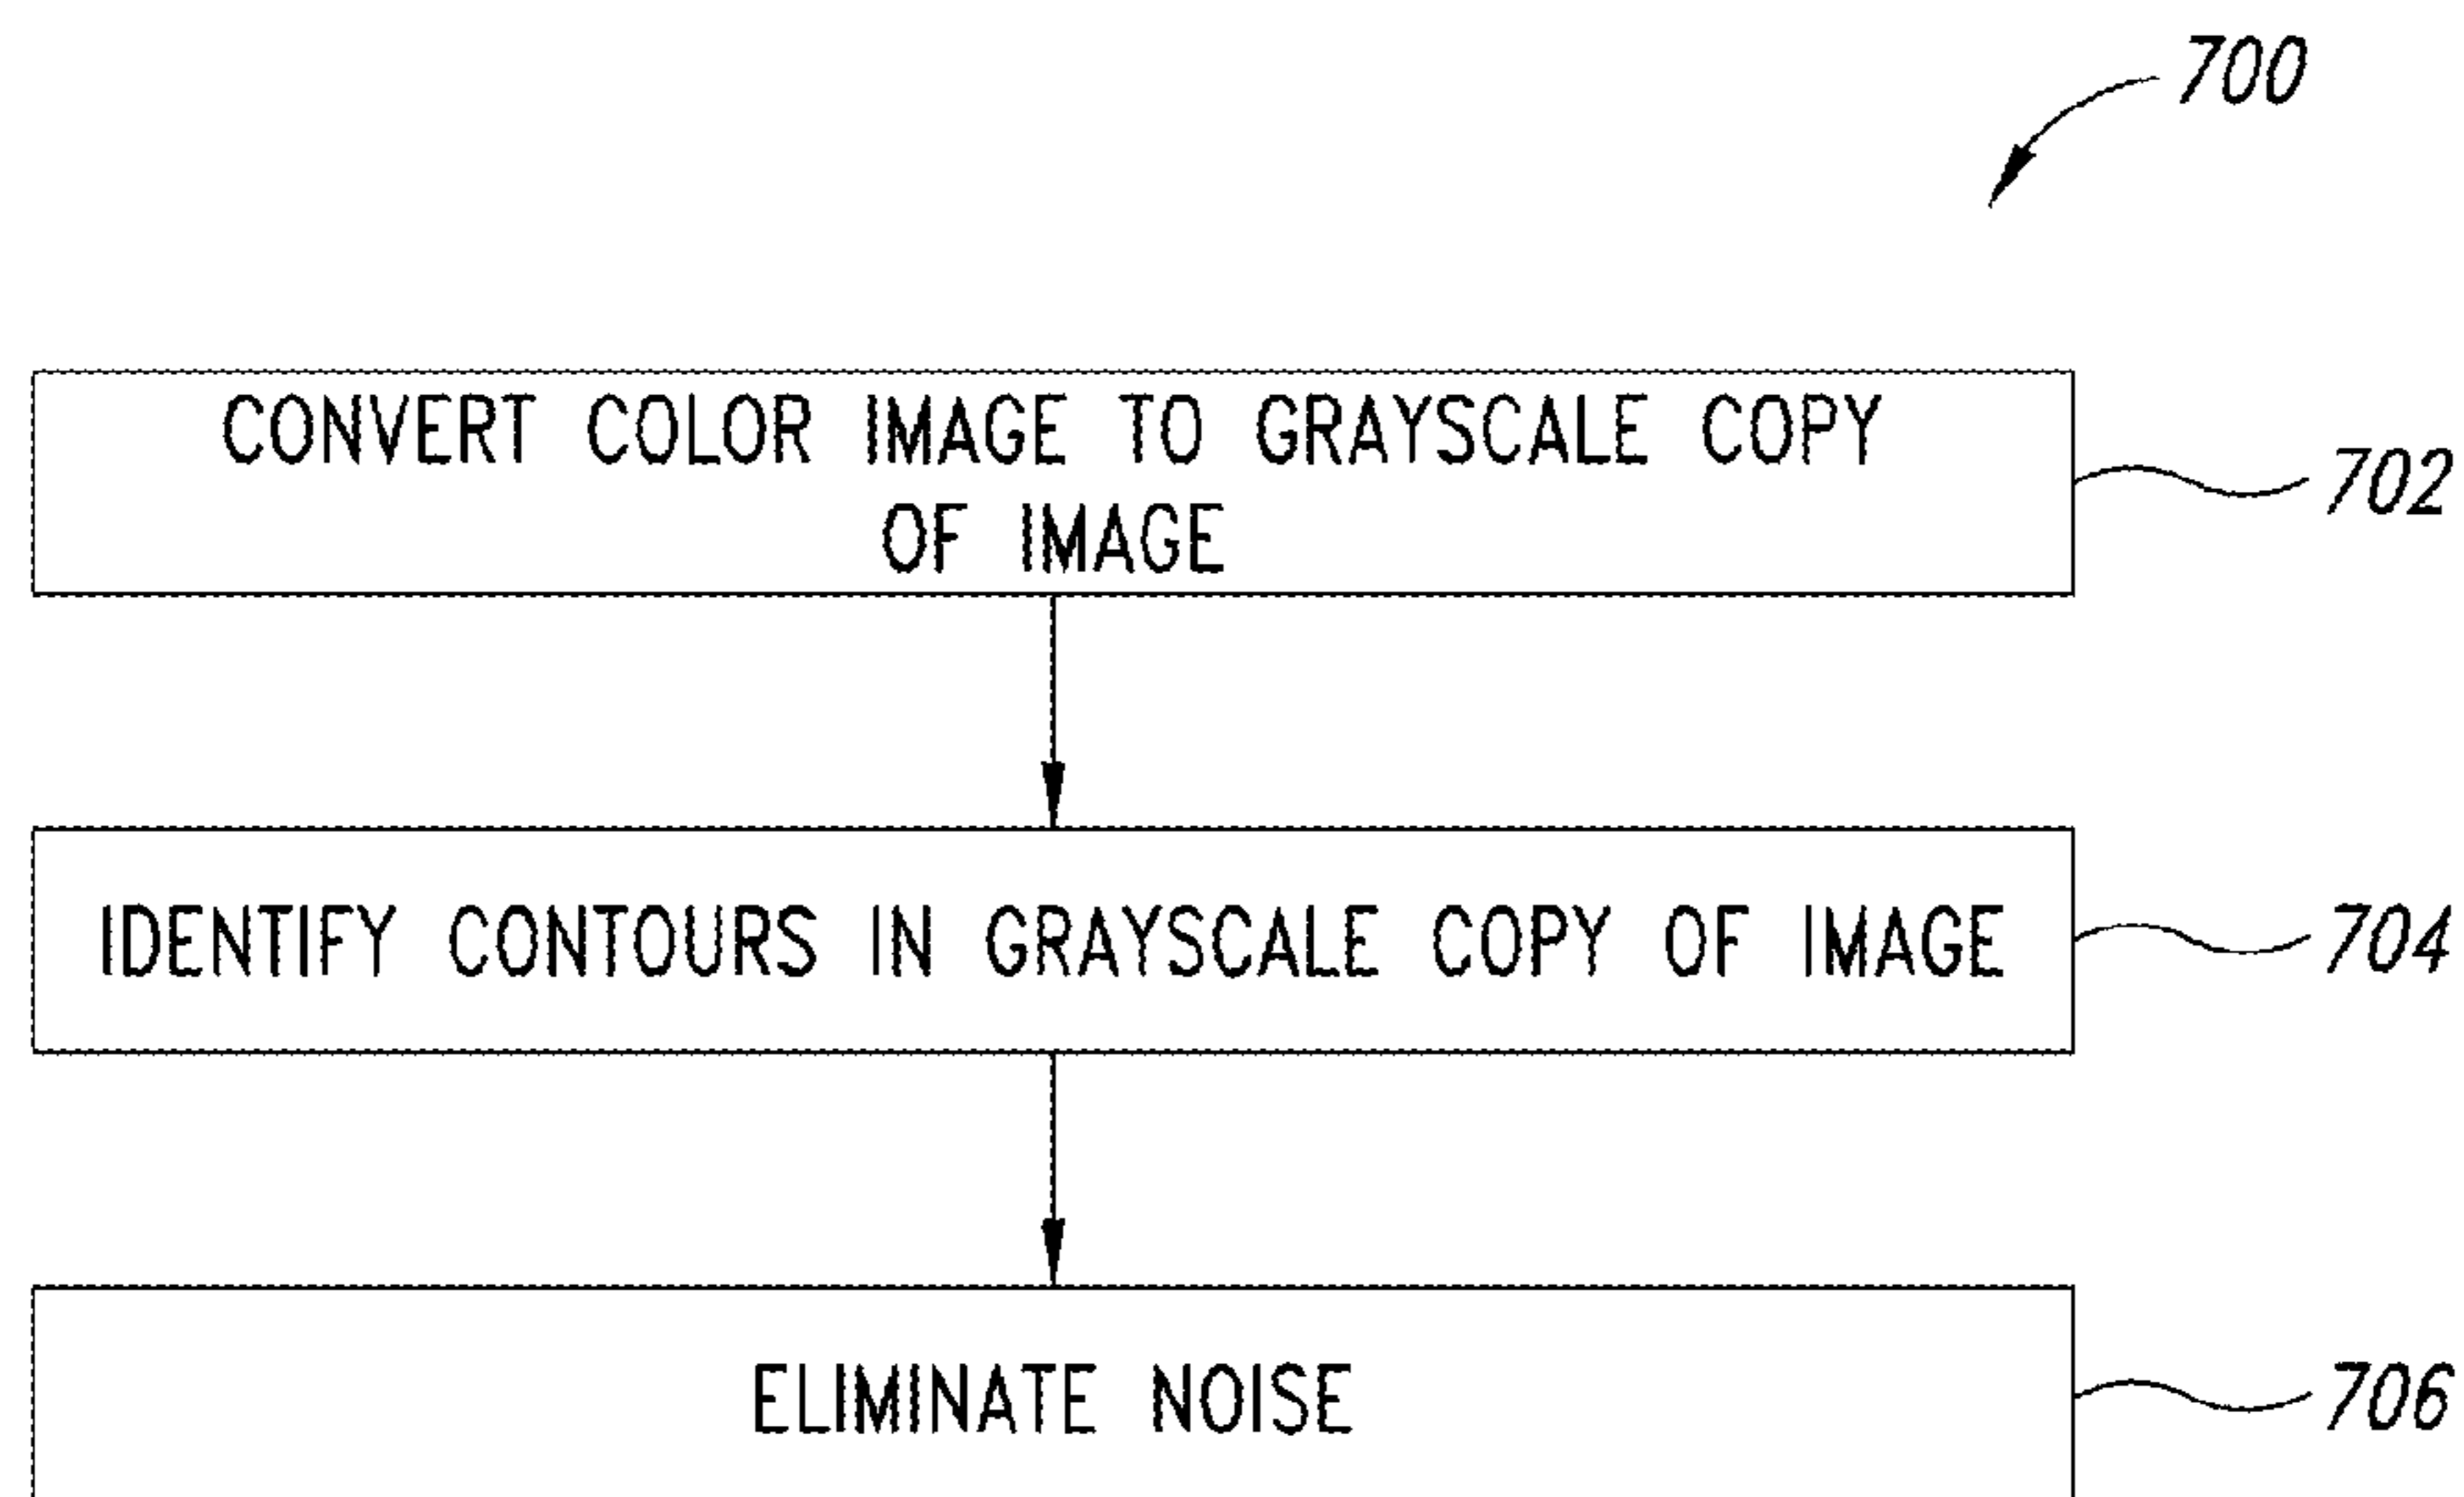 700
CONVERT COLOR IMAGE TO GRAYSCALE COPY
OF IMAGE
702
IDENTIFY CONTOURS IN GRAYSCALE COPY OF IMAGE
704
ELIMINATE NOISE
706